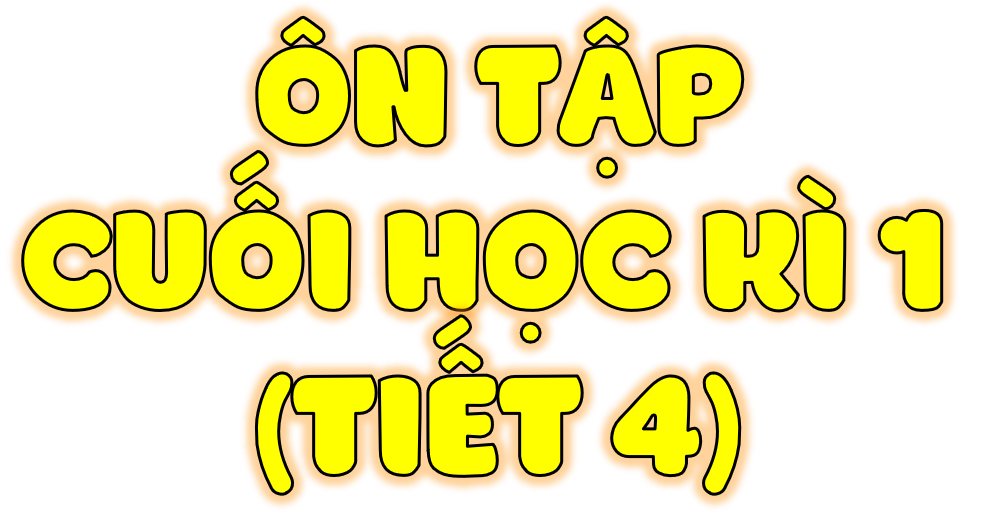 ÔN TẬP
CUỐI HỌC KÌ 1
(TIẾT 4)